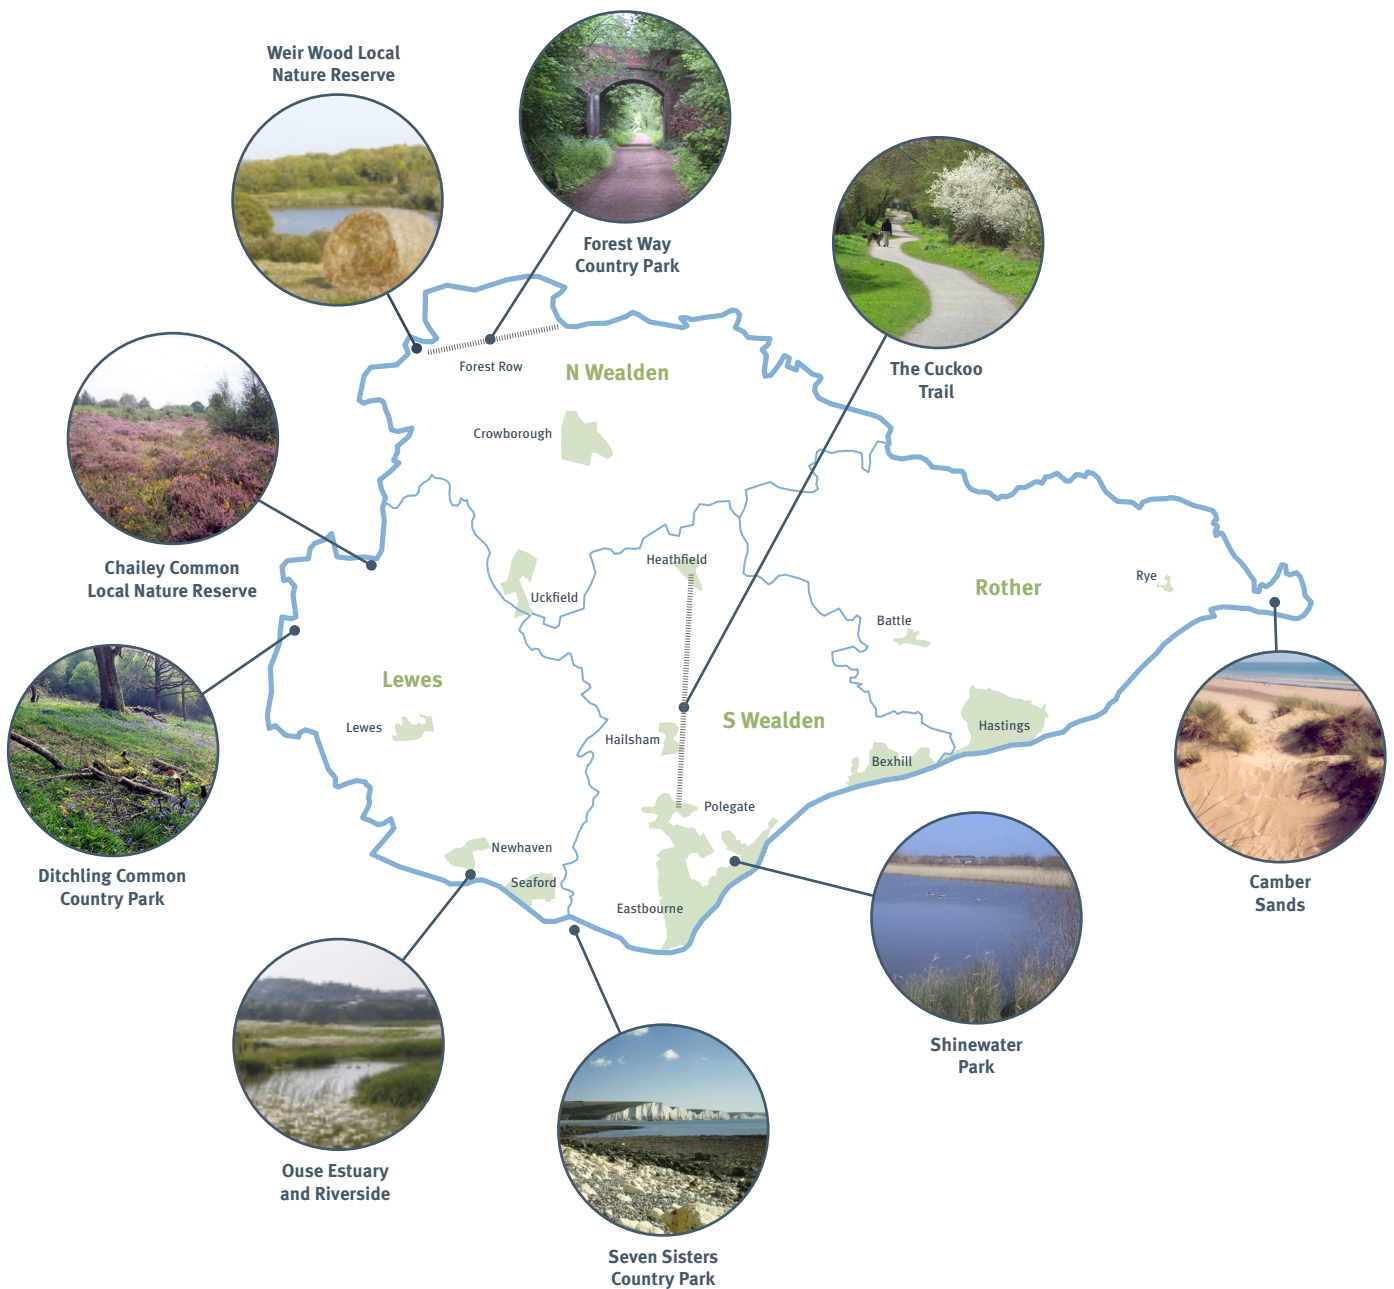 Weir Wood Local
Nature Reserve
Forest Way
Country Park
The Cuckoo
Trail
Forest Row
N Wealden
Crowborough
Chailey Common
Local Nature Reserve
Heathfield
Uckfield
Rother
Rye
Battle
Lewes
Lewes
S Wealden
Hailsham
Hastings
Bexhill
Polegate
Newhaven
Seaford
Eastbourne
Ditchling Common
Country Park
Camber
Sands
Shinewater
Park
Ouse Estuary
and Riverside
Seven Sisters
Country Park